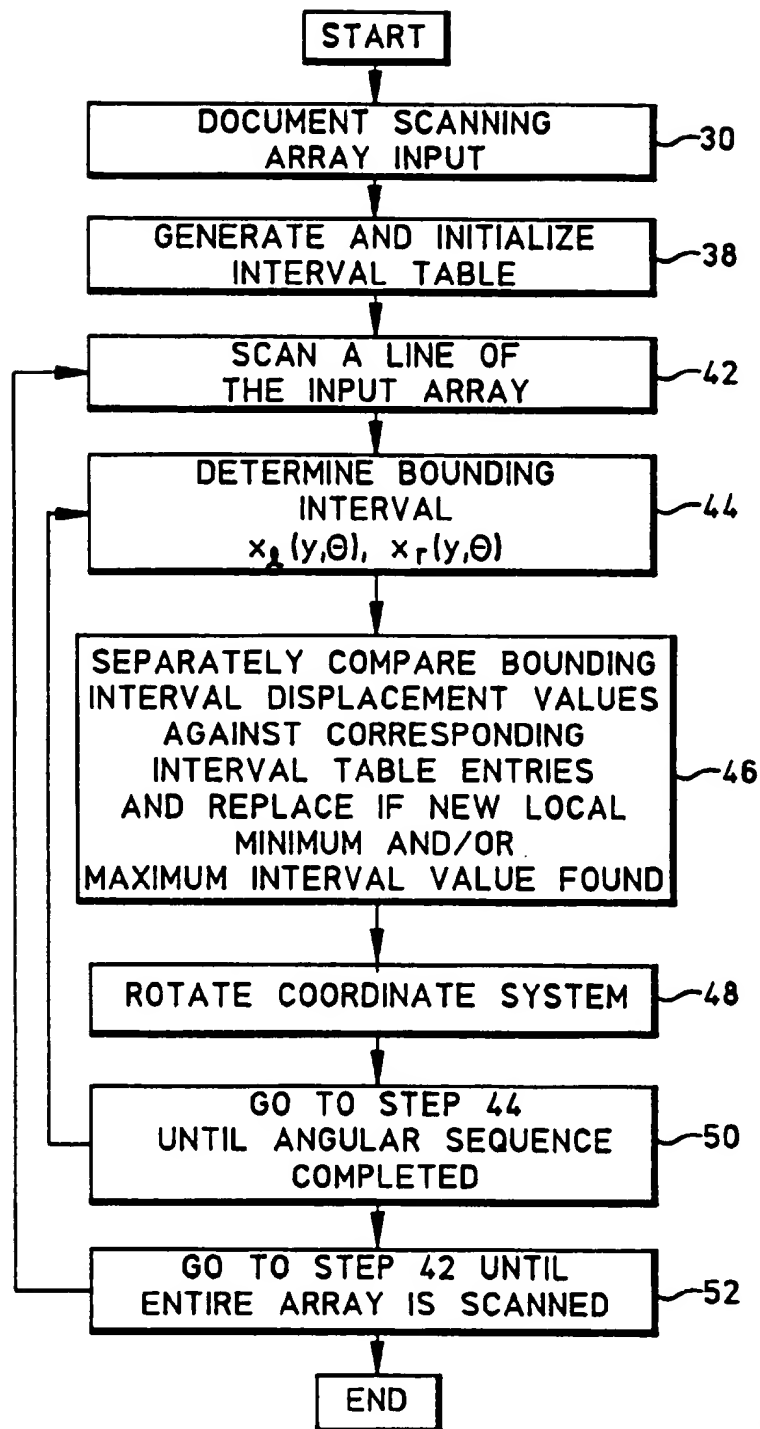 START
DOCUMENT SCANNING
ARRAY INPUT
30
GENERATE AND INITIALIZE
INTERVAL TABLE
38
SCAN A LINE OF
THE INPUT ARRAY
42
DETERMINE BOUNDING
INTERVAL
xℓ(y,Θ), xr(y,Θ)
44
SEPARATELY COMPARE BOUNDING
INTERVAL DISPLACEMENT VALUES
AGAINST CORRESPONDING
INTERVAL TABLE ENTRIES
AND REPLACE IF NEW LOCAL
MINIMUM AND/OR
MAXIMUM INTERVAL VALUE FOUND
46
ROTATE COORDINATE SYSTEM
48
GO TO STEP 44
UNTIL ANGULAR SEQUENCE
COMPLETED
50
GO TO STEP 42 UNTIL
ENTIRE ARRAY IS SCANNED
52
END